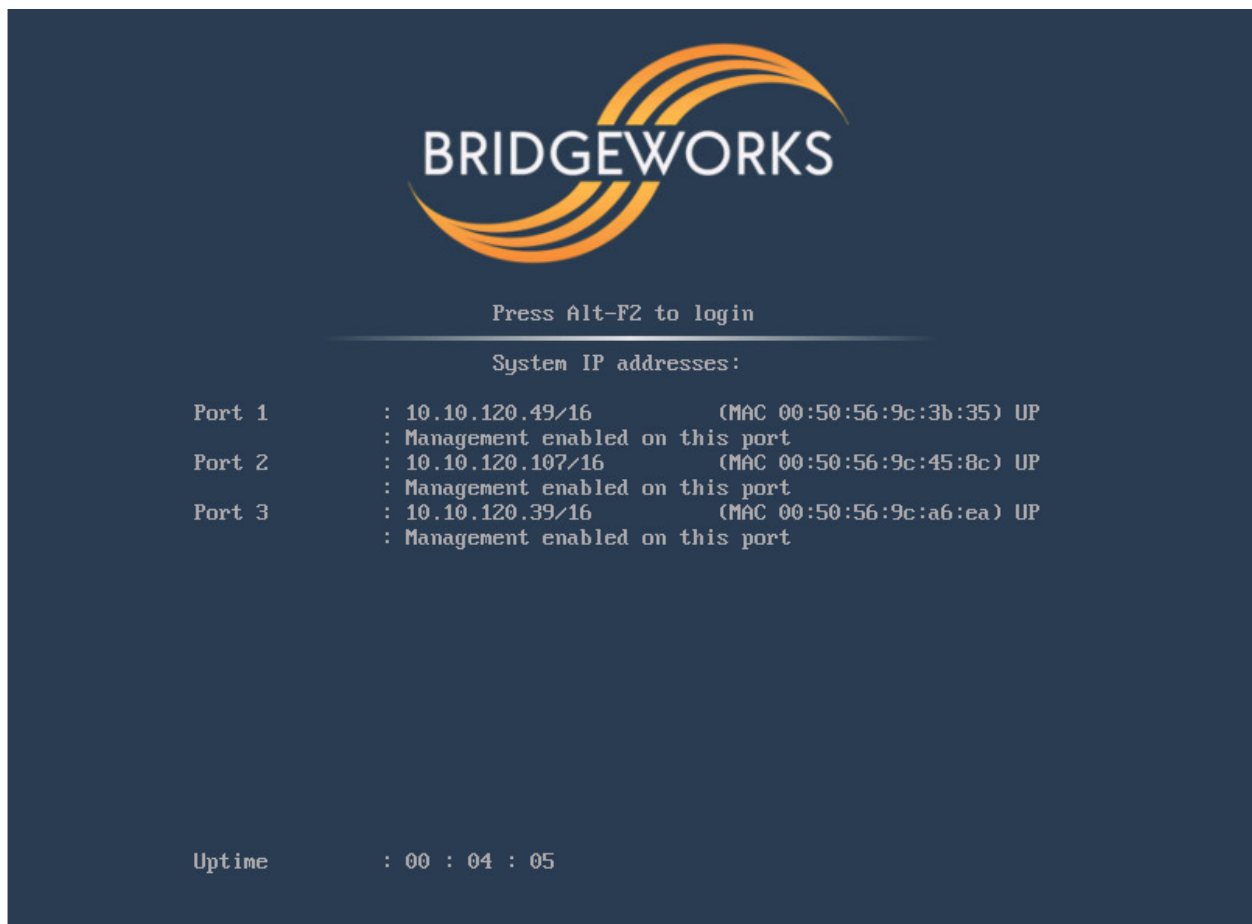 BRIDGEWORKS
Press Alt-F2 to login
System IP addresses:
Port 1 : 10.10.120.49/16 (MAC 00:50:56:9c:3b:35) UP
: Management enabled on this port
Port 2 : 10.10.120.107/16 (MAC 00:50:56:9c:45:8c) UP
: Management enabled on this port
Port 3 : 10.10.120.39/16 (MAC 00:50:56:9c:a6:ea) UP
: Management enabled on this port
Uptime : 00 : 04 : 05